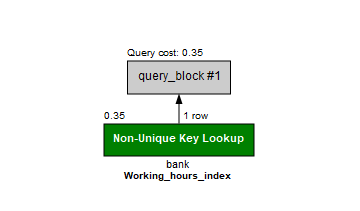 Query cost: 0.35
query_block #1
0.35
1 row
Non-Unique Key Lookup
bank
Working_hours_index